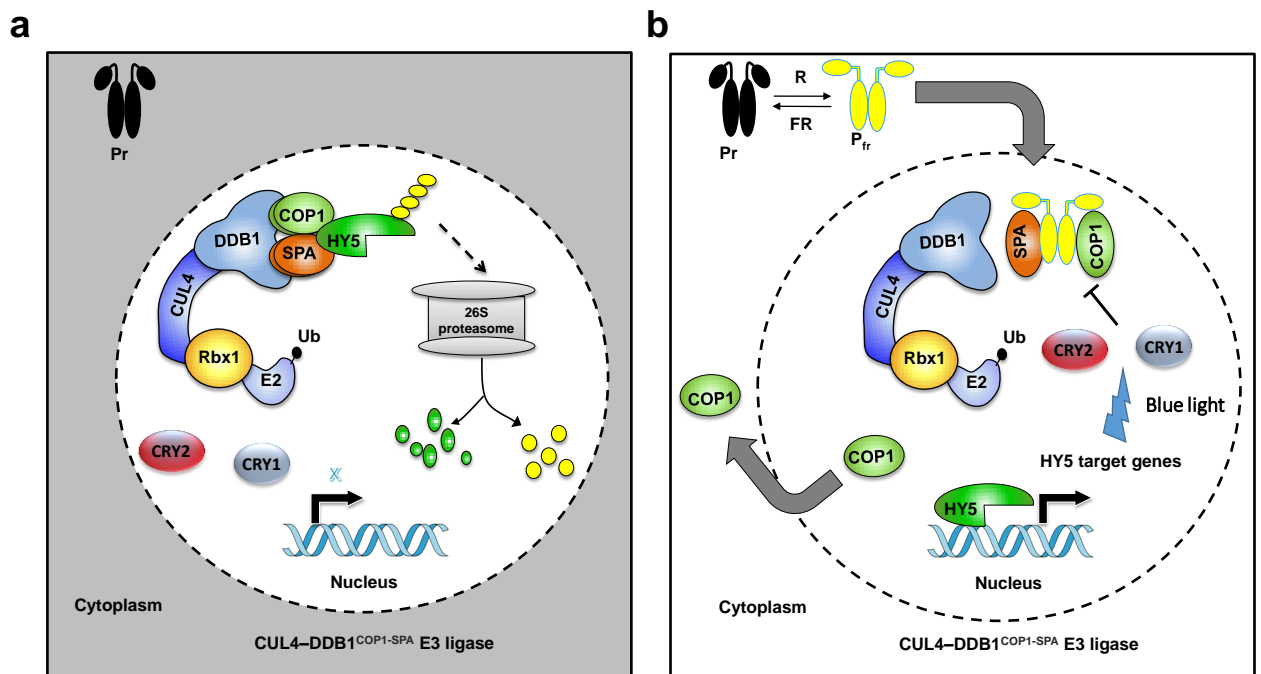 a
Pr
COP1
DDB1
HY5
SPA
CUL4
26S
proteasome
Ub
Rbx1
E2
CRY2
CRY1
X
Nucleus
Cytoplasm
CUL4–DDB1COP1-SPA E3 ligase
b
R
FR
Pfr
Pr
DDB1
SPA
COP1
CUL4
Ub
Rbx1
E2
CRY2
CRY1
COP1
Blue light
COP1
HY5 target genes
HY5
Nucleus
Cytoplasm
CUL4–DDB1COP1-SPA E3 ligase